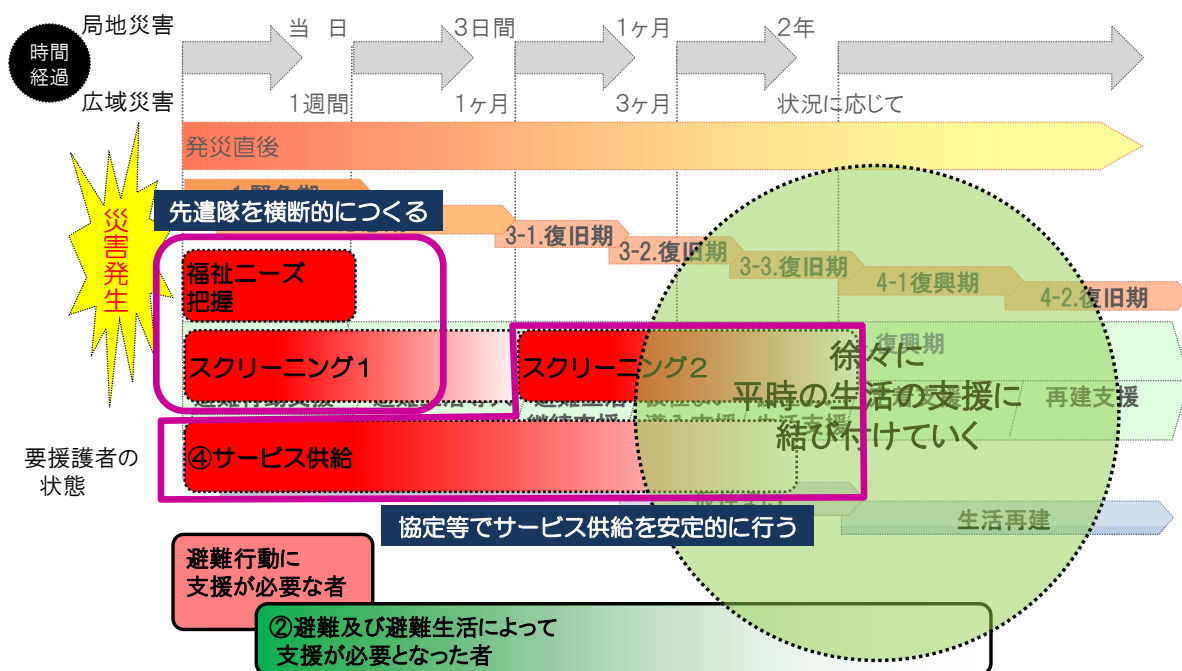 局地災害
当 日
3日間
1ヶ月
2年
時間
経過
広域災害
1週間
1ヶ月
3ヶ月
状況に応じて
発災直後
災害発生
先遣隊を横断的につくる
3-1.復旧期
3-2.復旧期
3-3.復旧期
4-1復興期
4-2.復旧期
福祉ニーズ
把握
スクリーニング1
スクリーニング2
復興期
徐々に
平時の生活の支援に
結び付けていく
再建支援
要援護者の
状態
④サービス供給
協定等でサービス供給を安定的に行う
生活再建
避難行動に
支援が必要な者
②避難及び避難生活によって
支援が必要となった者